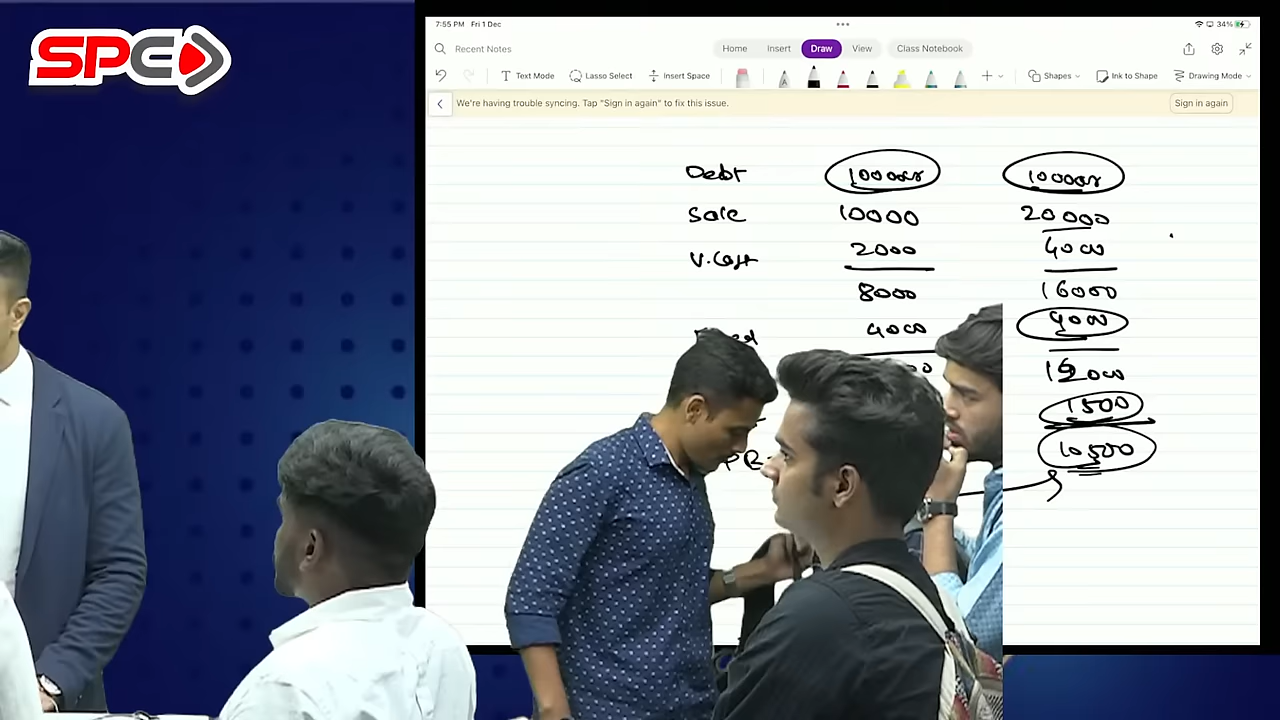 SPC
7:55 PM Fri 1 Dec
34%
Recent Notes
Home Insert Draw View Class Notebook
Text Mode Lasso Select Insert Space Shapes Ink to Shape Drawing Mode
We're having trouble syncing. Tap "Sign in again" to fix this issue. Sign in again
Debt 100000 100000
Sale 10000 20000
V.Cost 2000 4000
8000 16000
4000 4000
12000
1500
10500